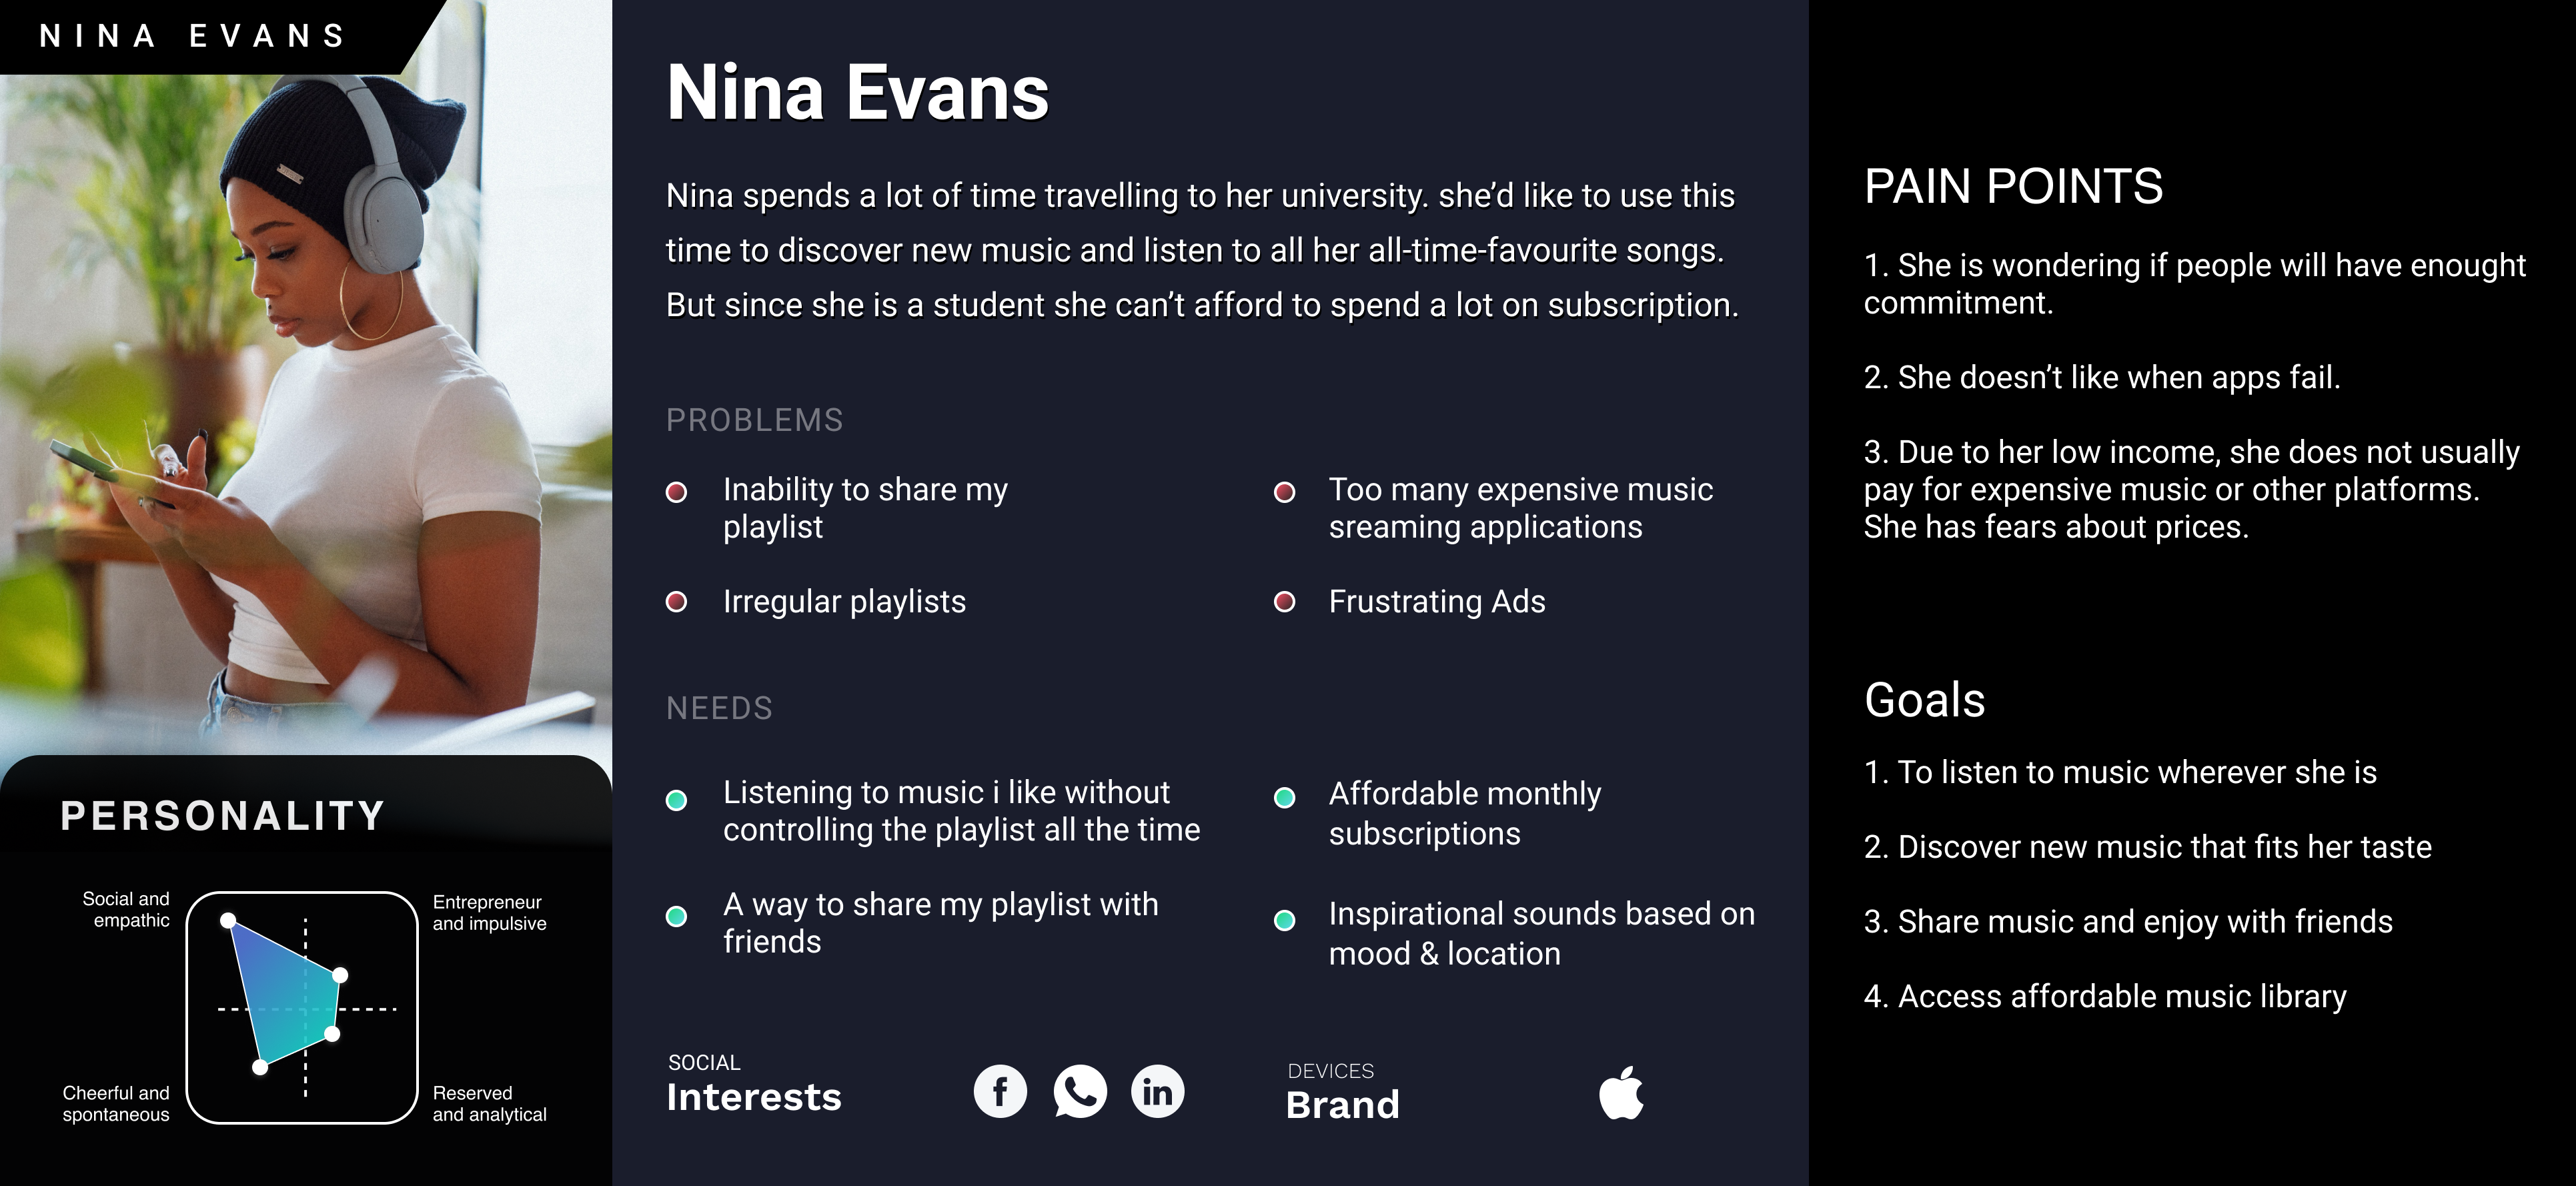 NINA EVANS
PERSONALITY
Social and
empathic
Entrepreneur
and impulsive
Cheerful and
spontaneous
Reserved
and analytical
Nina Evans
Nina spends a lot of time travelling to her university. she’d like to use this
time to discover new music and listen to all her all-time-favourite songs.
But since she is a student she can’t afford to spend a lot on subscription.
PROBLEMS
Inability to share my
playlist
Irregular playlists
Too many expensive music
sreaming applications
Frustrating Ads
NEEDS
Listening to music i like without
controlling the playlist all the time
A way to share my playlist with
friends
Affordable monthly
subscriptions
Inspirational sounds based on
mood & location
SOCIAL
Interests
f
in
DEVICES
Brand
PAIN POINTS
1. She is wondering if people will have enought
commitment.
2. She doesn’t like when apps fail.
3. Due to her low income, she does not usually
pay for expensive music or other platforms.
She has fears about prices.
Goals
1. To listen to music wherever she is
2. Discover new music that fits her taste
3. Share music and enjoy with friends
4. Access affordable music library